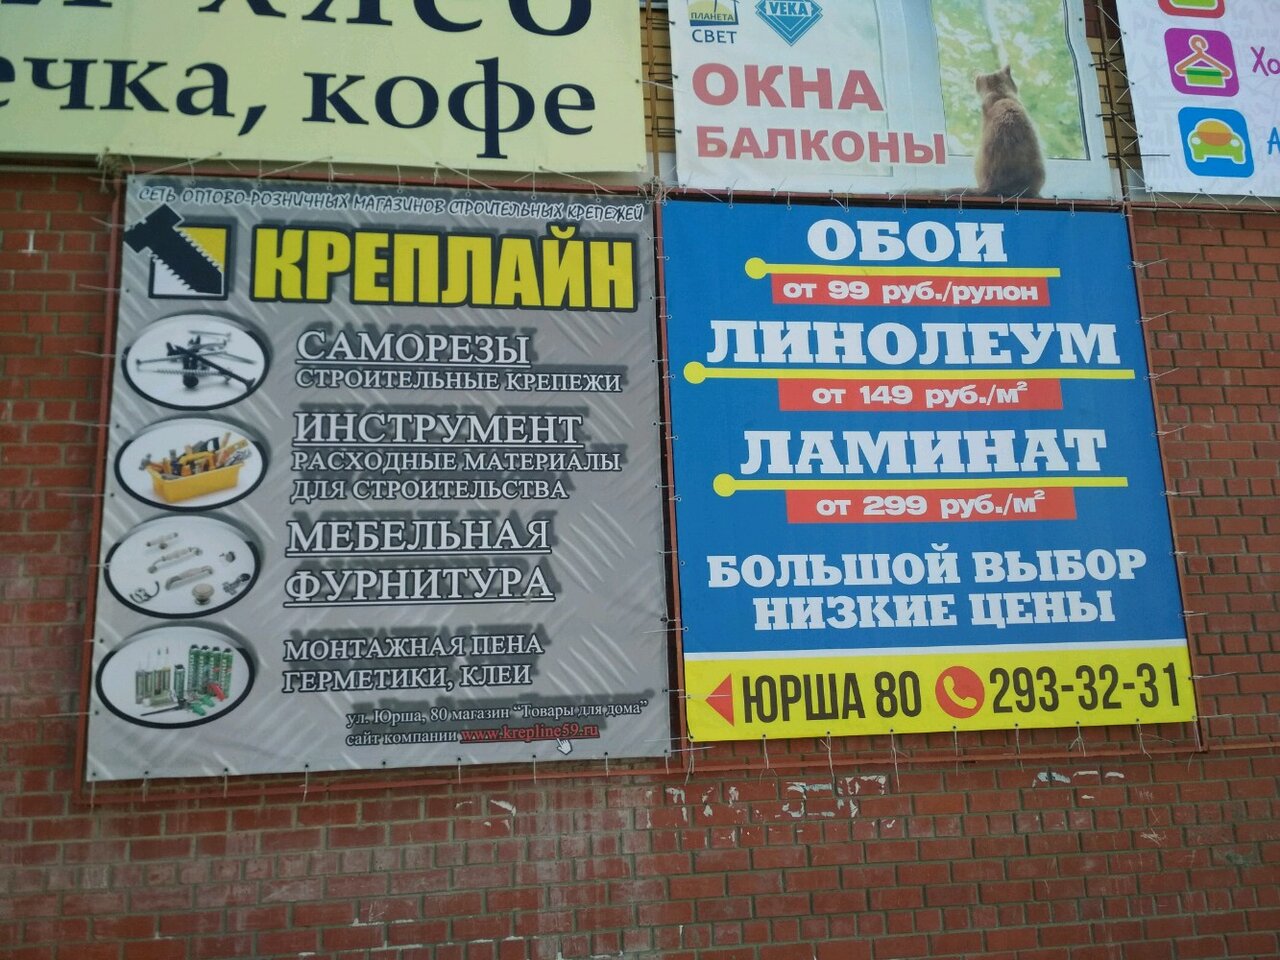 кофе
ПЛАНЕТА
СВЕТ
VEKA
ОКНА
БАЛКОНЫ
СЕТЬ ОПТОВО-РОЗНИЧНЫХ МАГАЗИНОВ СТРОИТЕЛЬНЫХ КРЕПЕЖЕЙ
КРЕПЛАЙН
САМОРЕЗЫ
СТРОИТЕЛЬНЫЕ КРЕПЕЖИ
ИНСТРУМЕНТ
РАСХОДНЫЕ МАТЕРИАЛЫ
ДЛЯ СТРОИТЕЛЬСТВА
МЕБЕЛЬНАЯ
ФУРНИТУРА
МОНТАЖНАЯ ПЕНА
ГЕРМЕТИКИ, КЛЕИ
ул. Юрша, 80 магазин “Товары для дома”
сайт компании www.krepline59.ru
ОБОИ
от 99 руб./рулон
ЛИНОЛЕУМ
от 149 руб./м²
ЛАМИНАТ
от 299 руб./м²
БОЛЬШОЙ ВЫБОР
НИЗКИЕ ЦЕНЫ
ЮРША 80 293-32-31